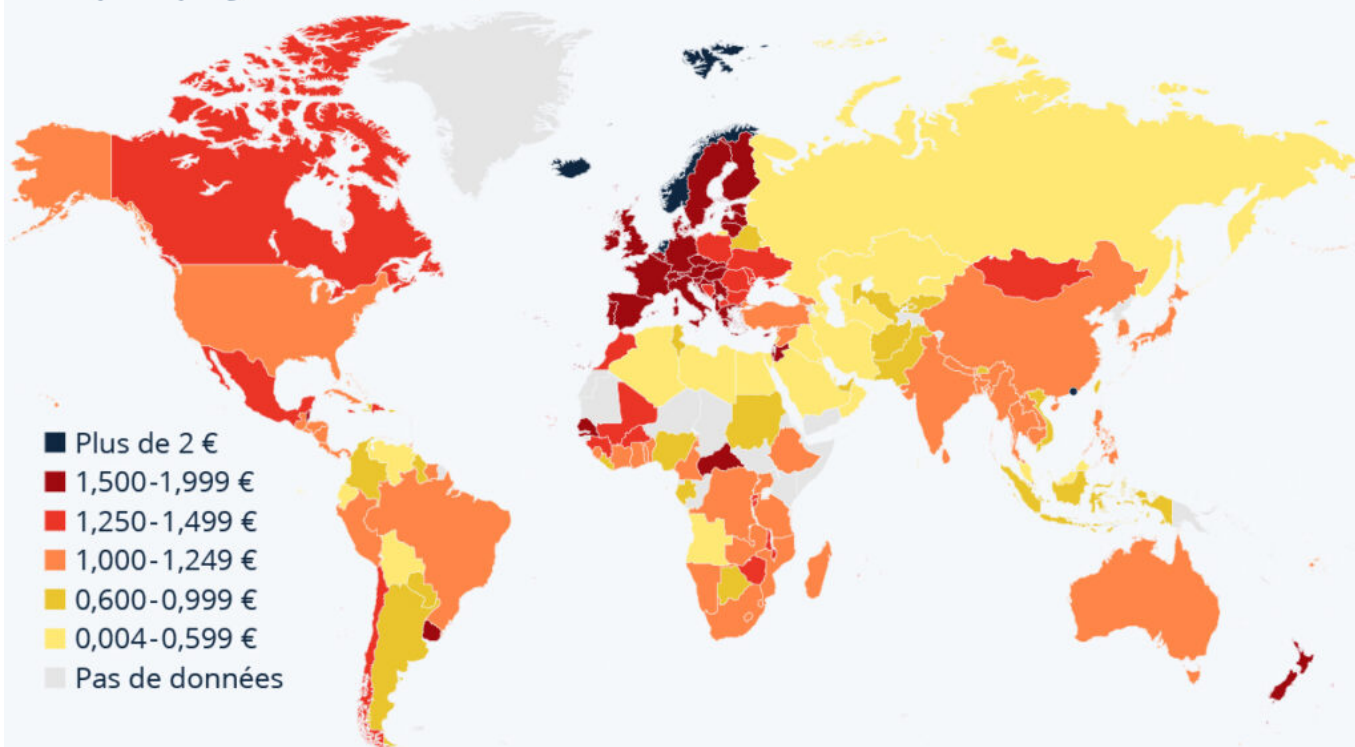 Plus de 2 €
1,500-1,999 €
1,250-1,499 €
1,000-1,249 €
0,600-0,999 €
0,004-0,599 €
Pas de données